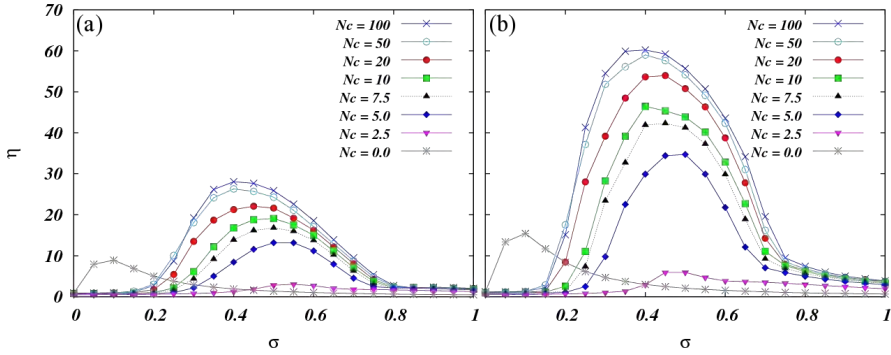 (a)
70
60
50
40
30
20
10
0
η
Nc = 100
Nc = 50
Nc = 20
Nc = 10
Nc = 7.5
Nc = 5.0
Nc = 2.5
Nc = 0.0
0 0.2 0.4 0.6 0.8 1
σ
(b)
Nc = 100
Nc = 50
Nc = 20
Nc = 10
Nc = 7.5
Nc = 5.0
Nc = 2.5
Nc = 0.0
0.2 0.4 0.6 0.8 1
σ